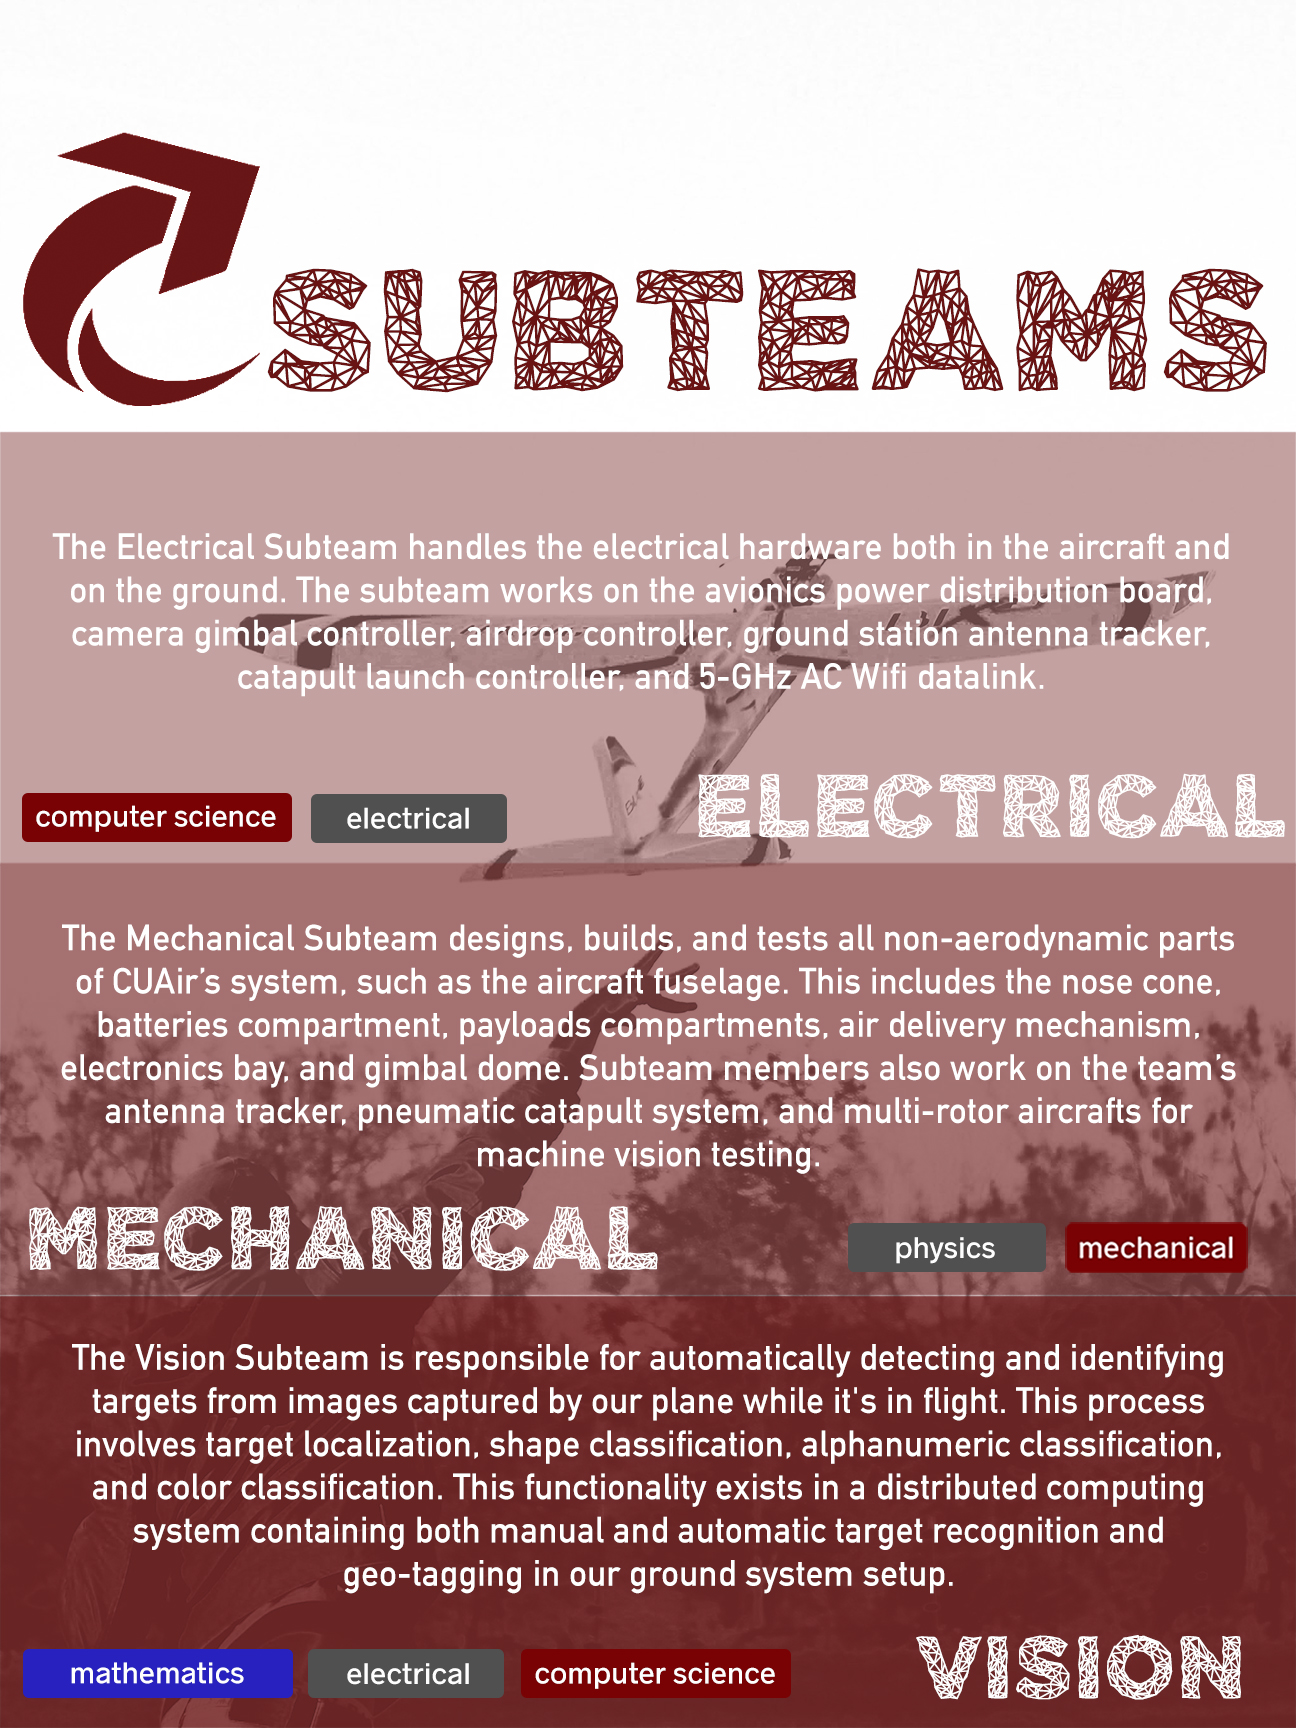 SUBTEAMS
The Electrical Subteam handles the electrical hardware both in the aircraft and
on the ground. The subteam works on the avionics power distribution board,
camera gimbal controller, airdrop controller, ground station antenna tracker,
catapult launch controller, and 5-GHz AC Wifi datalink.
computer science electrical ELECTRICAL
The Mechanical Subteam designs, builds, and tests all non-aerodynamic parts
of CUAir’s system, such as the aircraft fuselage. This includes the nose cone,
batteries compartment, payloads compartments, air delivery mechanism,
electronics bay, and gimbal dome. Subteam members also work on the team’s
antenna tracker, pneumatic catapult system, and multi-rotor aircrafts for
machine vision testing.
MECHANICAL physics mechanical
The Vision Subteam is responsible for automatically detecting and identifying
targets from images captured by our plane while it's in flight. This process
involves target localization, shape classification, alphanumeric classification,
and color classification. This functionality exists in a distributed computing
system containing both manual and automatic target recognition and
geo-tagging in our ground system setup.
mathematics electrical computer science VISION